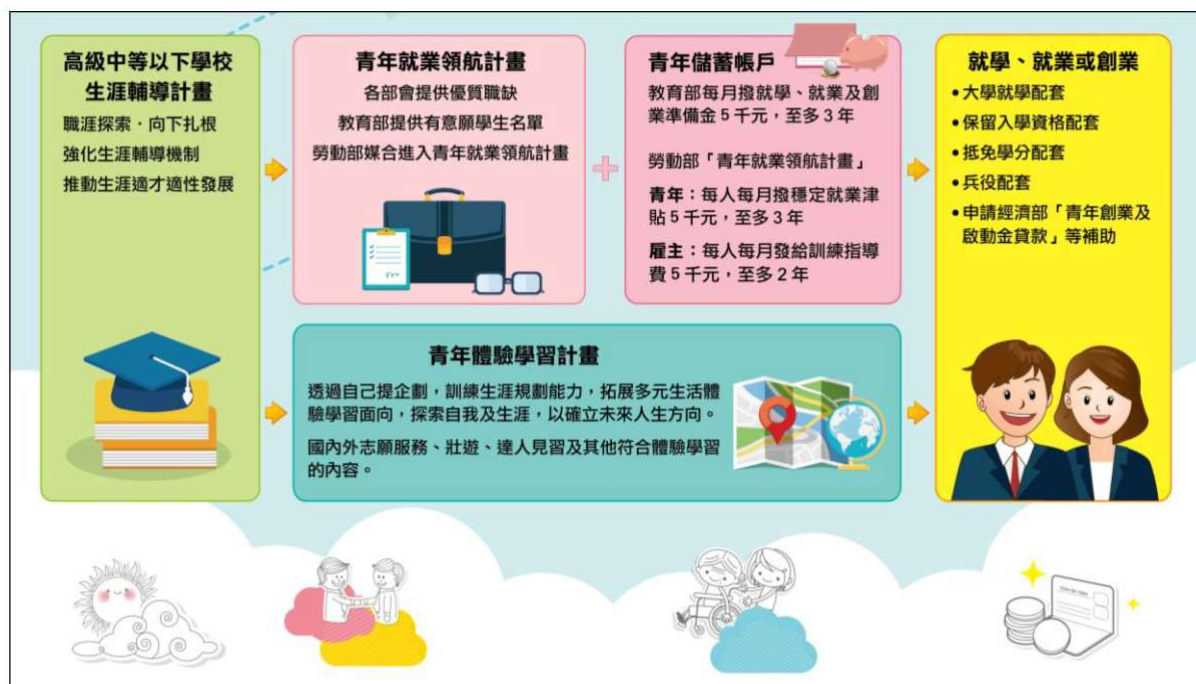 高級中等以下學校
生涯輔導計畫
職涯探索．向下扎根
強化生涯輔導機制
推動生涯適才適性發展
青年就業領航計畫
各部會提供優質職缺
教育部提供有意願學生名單
勞動部媒合進入青年就業領航計畫
+
青年儲蓄帳戶
教育部每月撥就學、就業及創
業準備金 5 千元，至多 3 年
勞動部「青年就業領航計畫」
青年：每人每月撥穩定就業津
貼 5 千元，至多 3 年
雇主：每人每月發給訓練指導
費 5 千元，至多 2 年
就學、就業或創業
•大學就學配套
•保留入學資格配套
•抵免學分配套
•兵役配套
•申請經濟部「青年創業及
啟動金貸款」等補助
青年體驗學習計畫
透過自己提企劃，訓練生涯規劃能力，拓展多元生活體
驗學習面向，探索自我及生涯，以確立未來人生方向。
國內外志願服務、壯遊、達人見習及其他符合體驗學習
的內容。